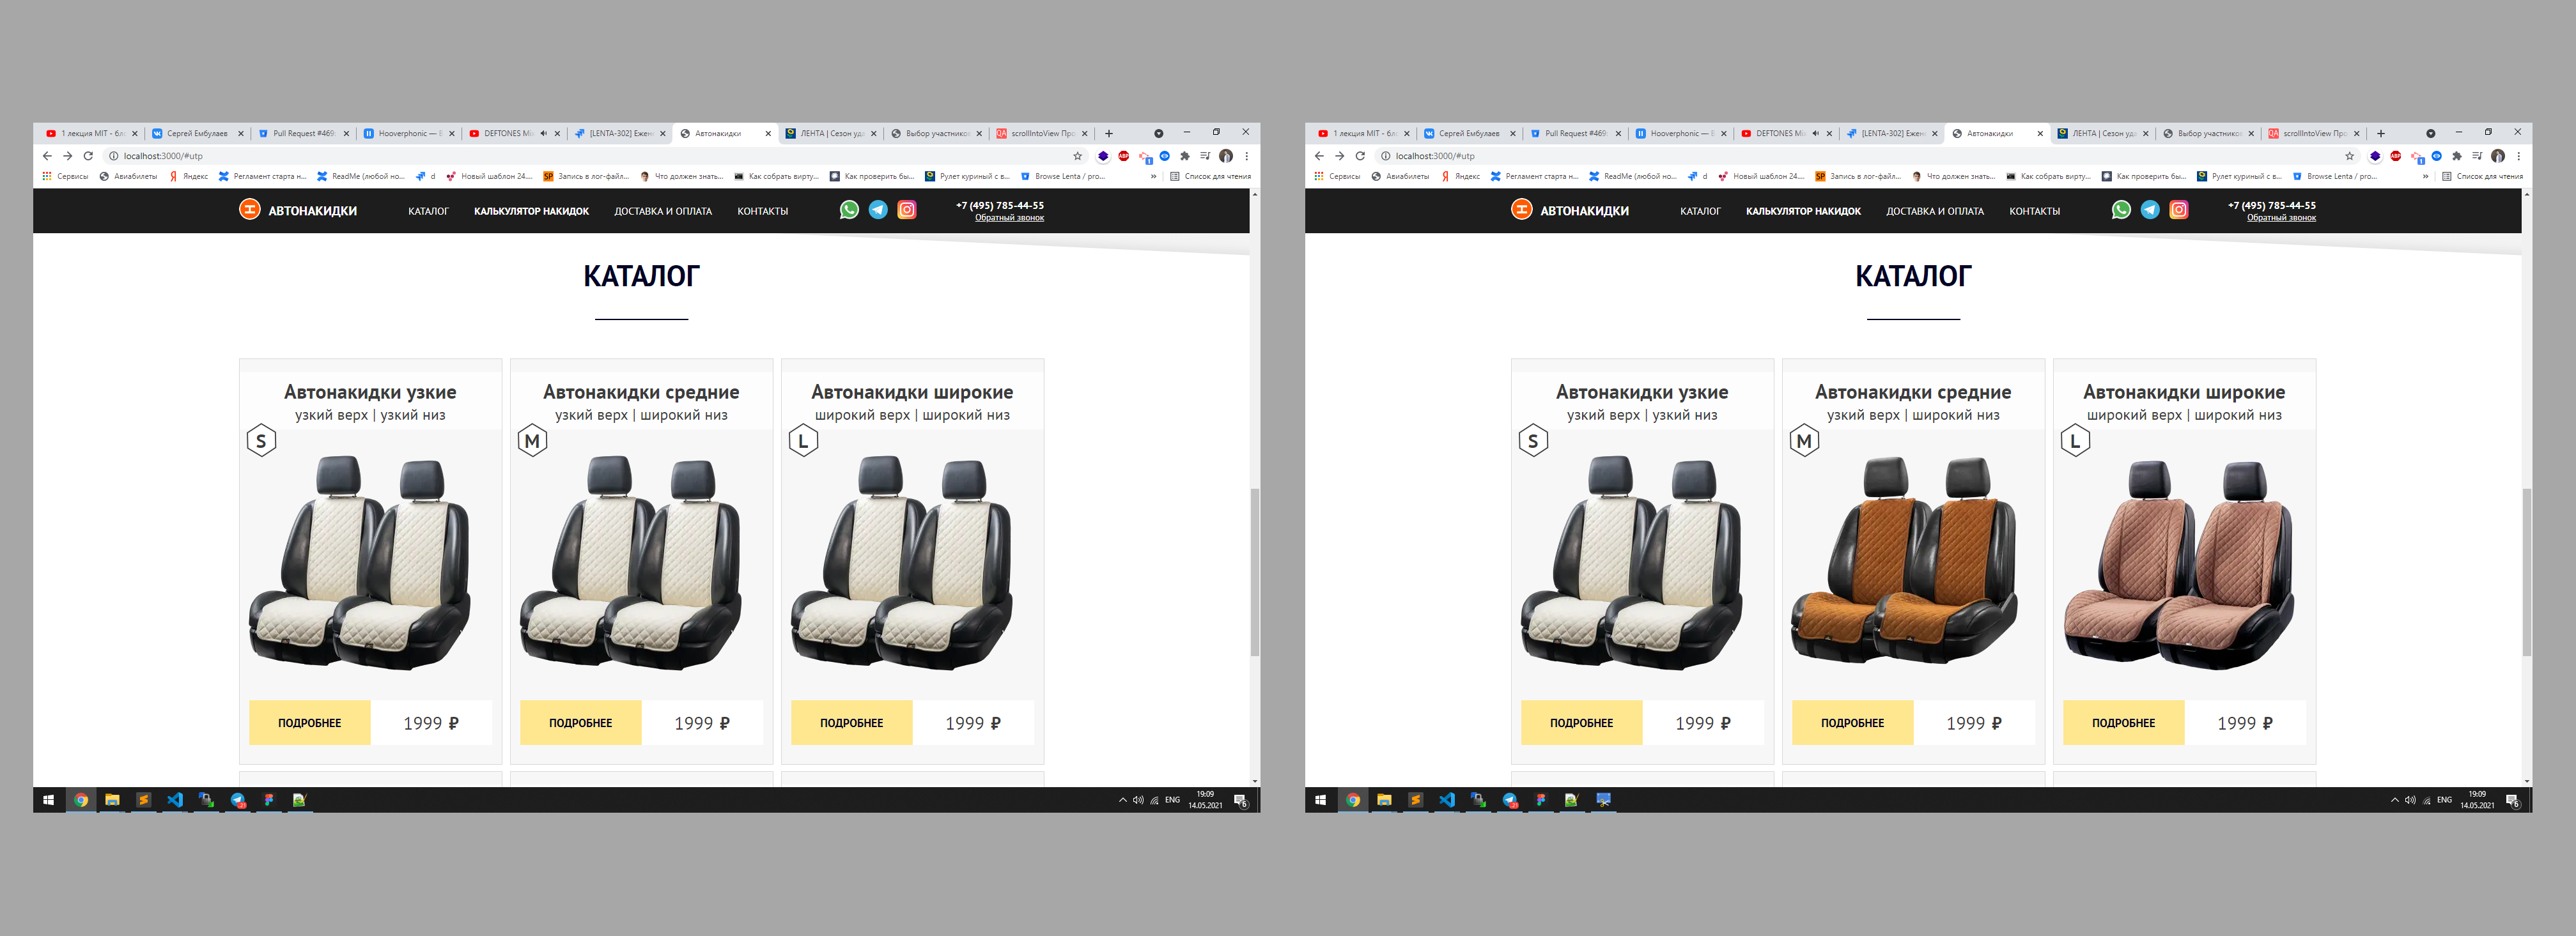 1 лекция MIT - бл
Сергей Ембулаев
Pull Request #469:
Hooverphonic — E
DEFTONES Mi
[LENTA-302] Ежен
Автонакидки
ЛЕНТА | Сезон уда
Выбор участников
scrollIntoView Про
localhost:3000/#utp
Сервисы
Авиабилеты
Яндекс
Регламент старта н...
ReadMe (любой но...
d
Новый шаблон 24....
Запись в лог-файл...
Что должен знать...
Как собрать вирту...
Как проверить бы...
Рулет куриный с в...
Browse Lenta / pro...
»
Список для чтения
АВТОНАКИДКИ
КАТАЛОГ
КАЛЬКУЛЯТОР НАКИДОК
ДОСТАВКА И ОПЛАТА
КОНТАКТЫ
+7 (495) 785-44-55
Обратный звонок
КАТАЛОГ
Автонакидки узкие
узкий верх | узкий низ
S
ПОДРОБНЕЕ
1999 ₽
Автонакидки средние
узкий верх | широкий низ
M
ПОДРОБНЕЕ
1999 ₽
Автонакидки широкие
широкий верх | широкий низ
L
ПОДРОБНЕЕ
1999 ₽
ENG
19:09
14.05.2021
6
1 лекция MIT - бл
Сергей Ембулаев
Pull Request #469:
Hooverphonic — E
DEFTONES Mi
[LENTA-302] Ежен
Автонакидки
ЛЕНТА | Сезон уда
Выбор участников
scrollIntoView Про
localhost:3000/#utp
Сервисы
Авиабилеты
Яндекс
Регламент старта н...
ReadMe (любой но...
d
Новый шаблон 24....
Запись в лог-файл...
Что должен знать...
Как собрать вирту...
Как проверить бы...
Рулет куриный с в...
Browse Lenta / pro...
»
Список для чтения
АВТОНАКИДКИ
КАТАЛОГ
КАЛЬКУЛЯТОР НАКИДОК
ДОСТАВКА И ОПЛАТА
КОНТАКТЫ
+7 (495) 785-44-55
Обратный звонок
КАТАЛОГ
Автонакидки узкие
узкий верх | узкий низ
S
ПОДРОБНЕЕ
1999 ₽
Автонакидки средние
узкий верх | широкий низ
M
ПОДРОБНЕЕ
1999 ₽
Автонакидки широкие
широкий верх | широкий низ
L
ПОДРОБНЕЕ
1999 ₽
ENG
19:09
14.05.2021
6